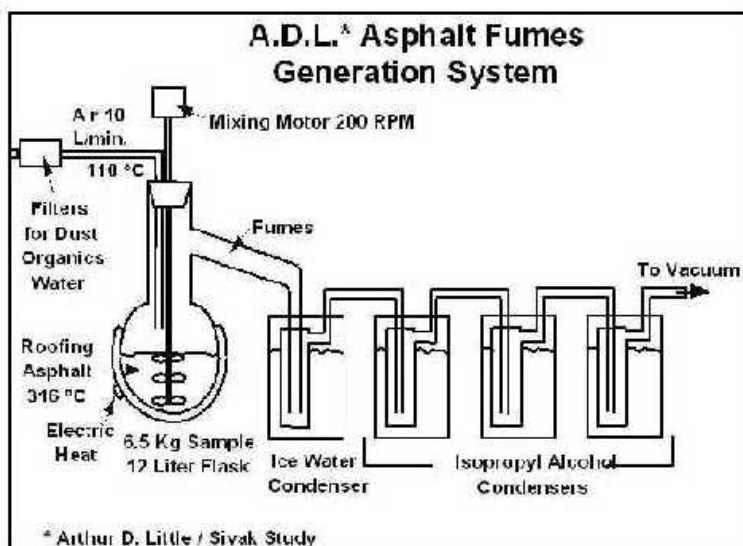 A.D.L.* Asphalt Fumes
Generation System
Air 10
L/min.
110 °C
Mixing Motor 200 RPM
Filters
for Dust
Organics
Water
Fumes
To Vacuum
Roofing
Asphalt
316 °C
Electric
Heat
6.5 Kg Sample
12 Liter Flask
Ice Water
Condenser
Isopropyl Alcohol
Condensers
* Arthur D. Little / Sivak Study